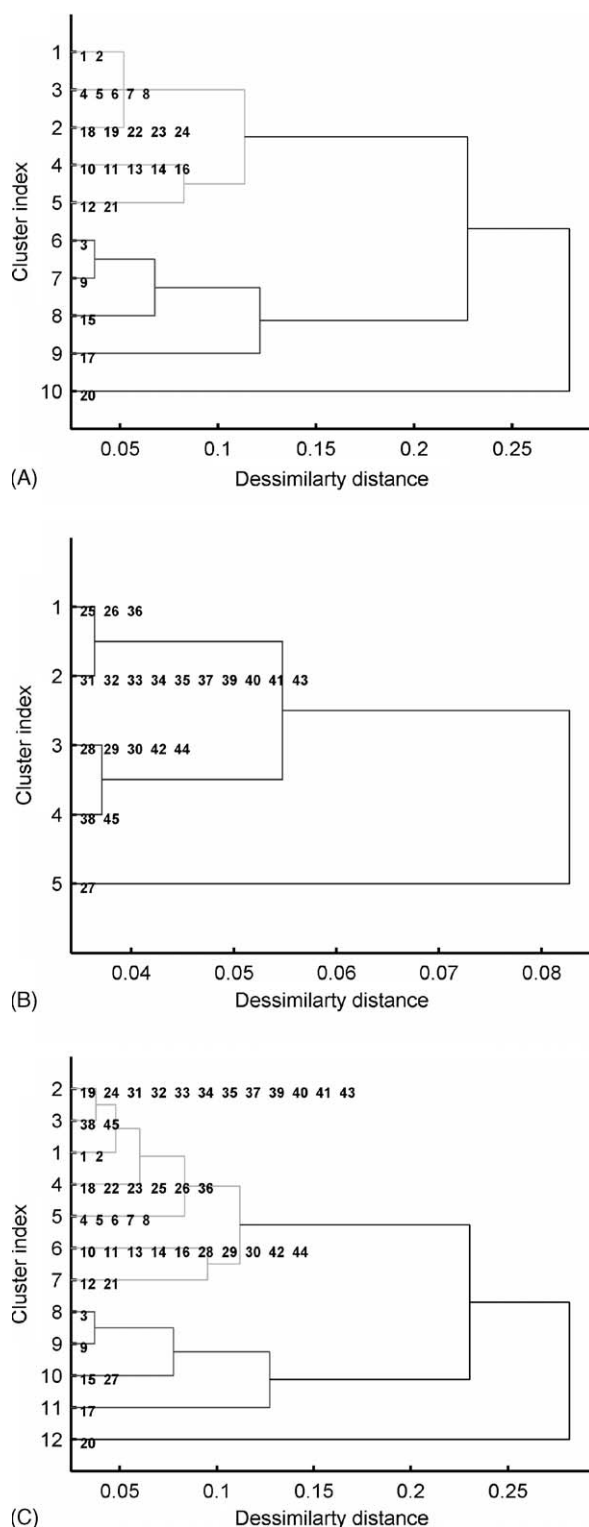 1
1 2
3
4 5 6 7 8
2
18 19 22 23 24
4
10 11 13 14 16
5
12 21
6
3
7
9
8
15
9
17
10
20
Cluster index
0.05 0.1 0.15 0.2 0.25
(A) Dessimilarty distance
1
25 26 36
2
31 32 33 34 35 37 39 40 41 43
3
28 29 30 42 44
4
38 45
5
27
Cluster index
0.04 0.05 0.06 0.07 0.08
(B) Dessimilarty distance
2
19 24 31 32 33 34 35 37 39 40 41 43
3
38 45
1
1 2
4
18 22 23 25 26 36
5
4 5 6 7 8
6
10 11 13 14 16 28 29 30 42 44
7
12 21
8
3
9
9
10
15 27
11
17
12
20
Cluster index
0.05 0.1 0.15 0.2 0.25
(C) Dessimilarty distance